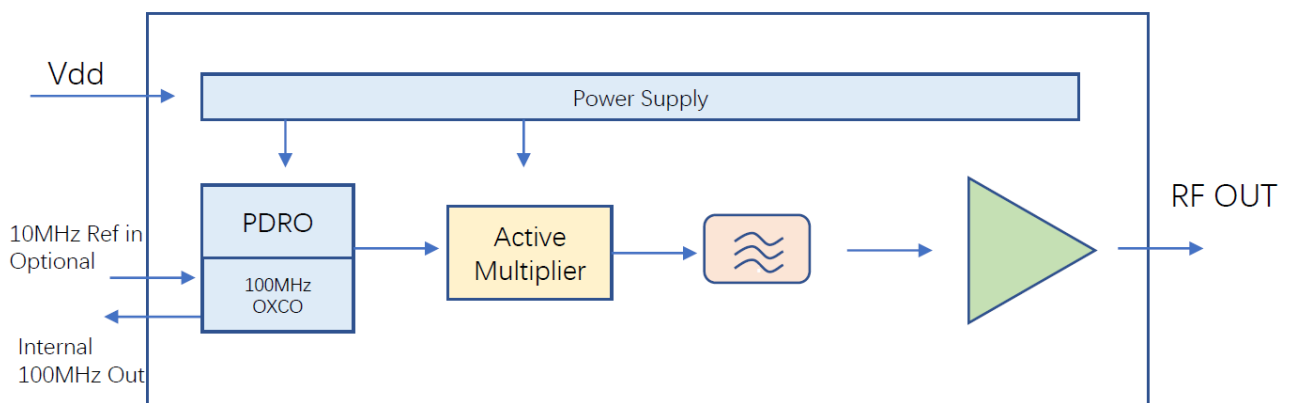 Vdd
Power Supply
PDRO
100MHz
OXCO
10MHz Ref in
Optional
Internal
100MHz Out
Active
Multiplier
RF OUT